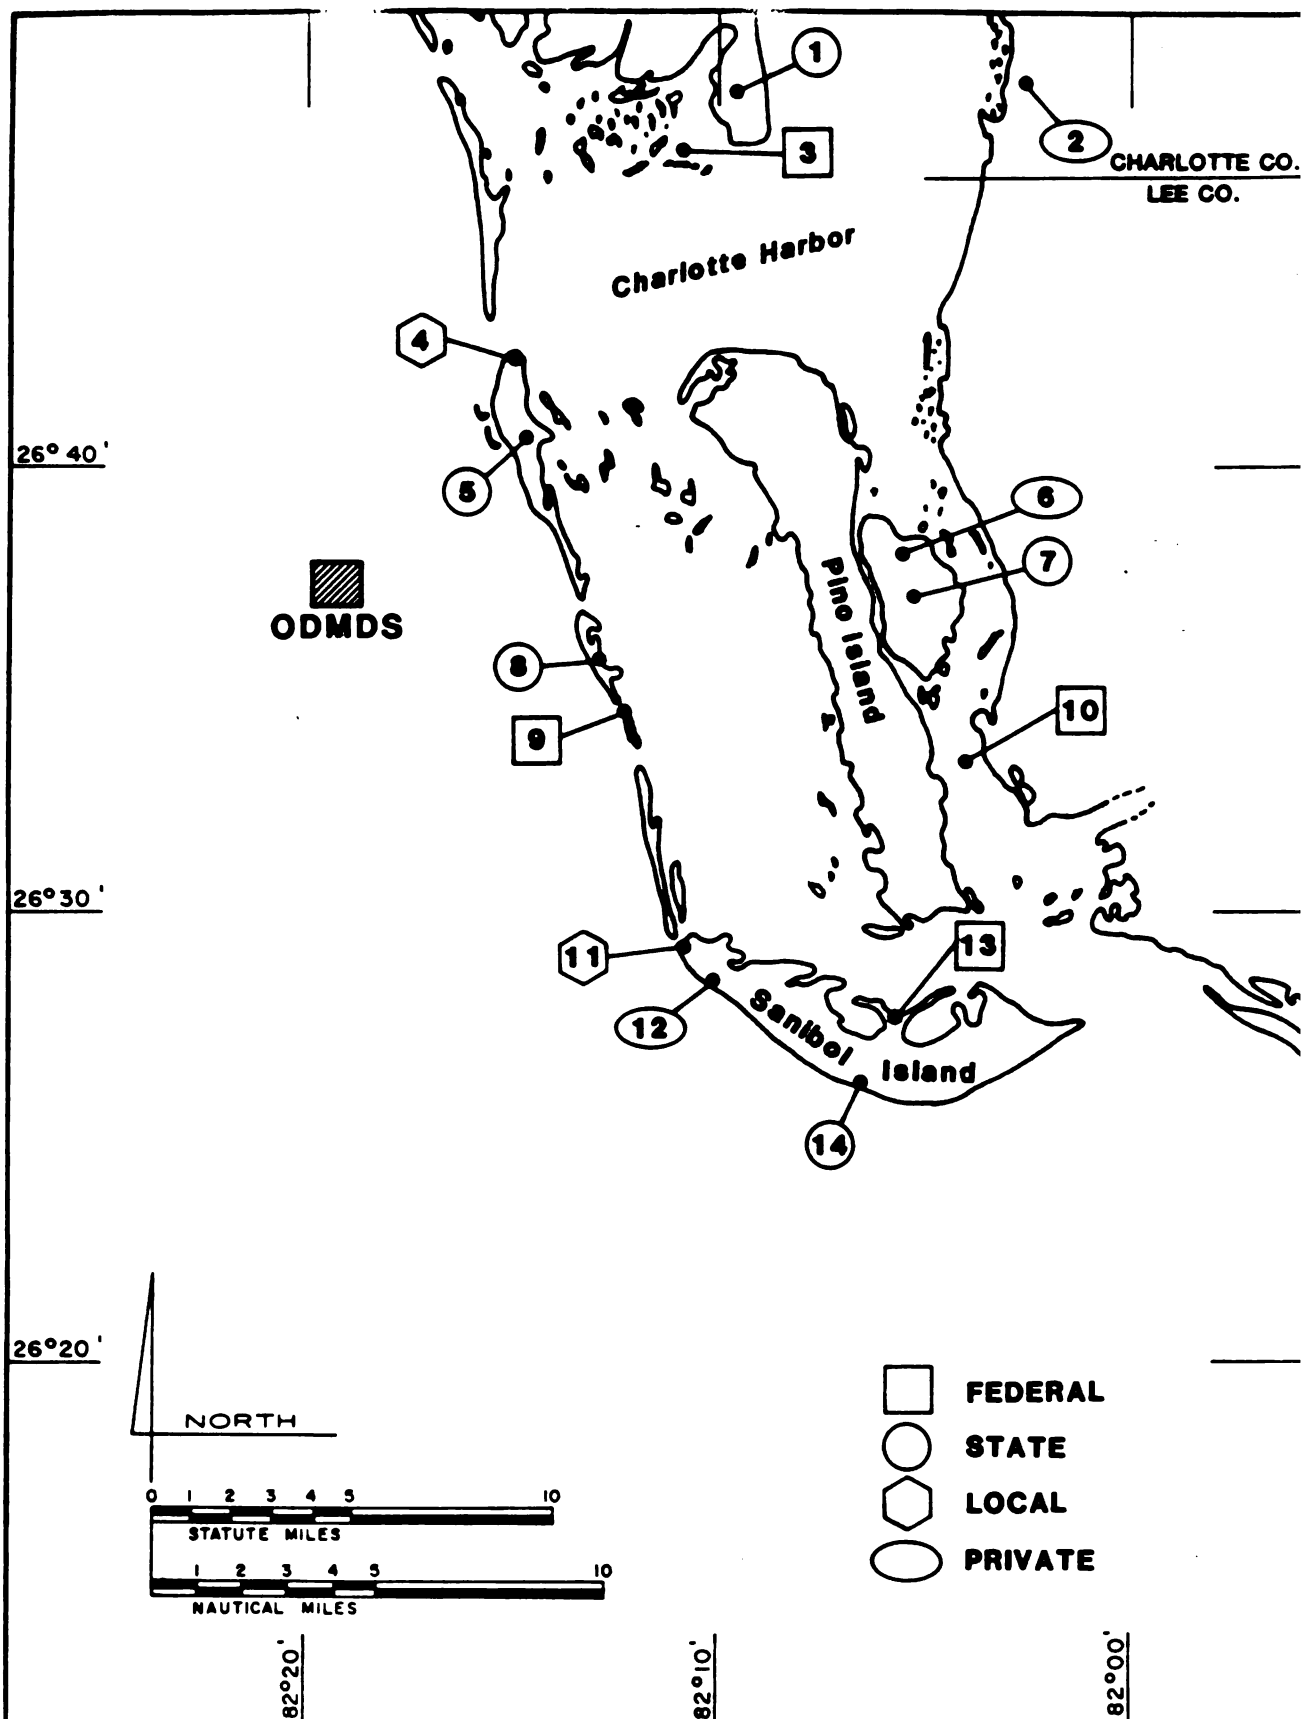 1
2
3
CHARLOTTE CO.
LEE CO.
Charlotte Harbor
4
26° 40'
5
6
7
ODMDS
Pine Island
8
9
10
26° 30'
11
12
13
Sanibel Island
14
26° 20'
NORTH
0 1 2 3 4 5 10
STATUTE MILES
1 2 3 4 5 10
NAUTICAL MILES
FEDERAL
STATE
LOCAL
PRIVATE
82° 20'
82° 10'
82° 00'